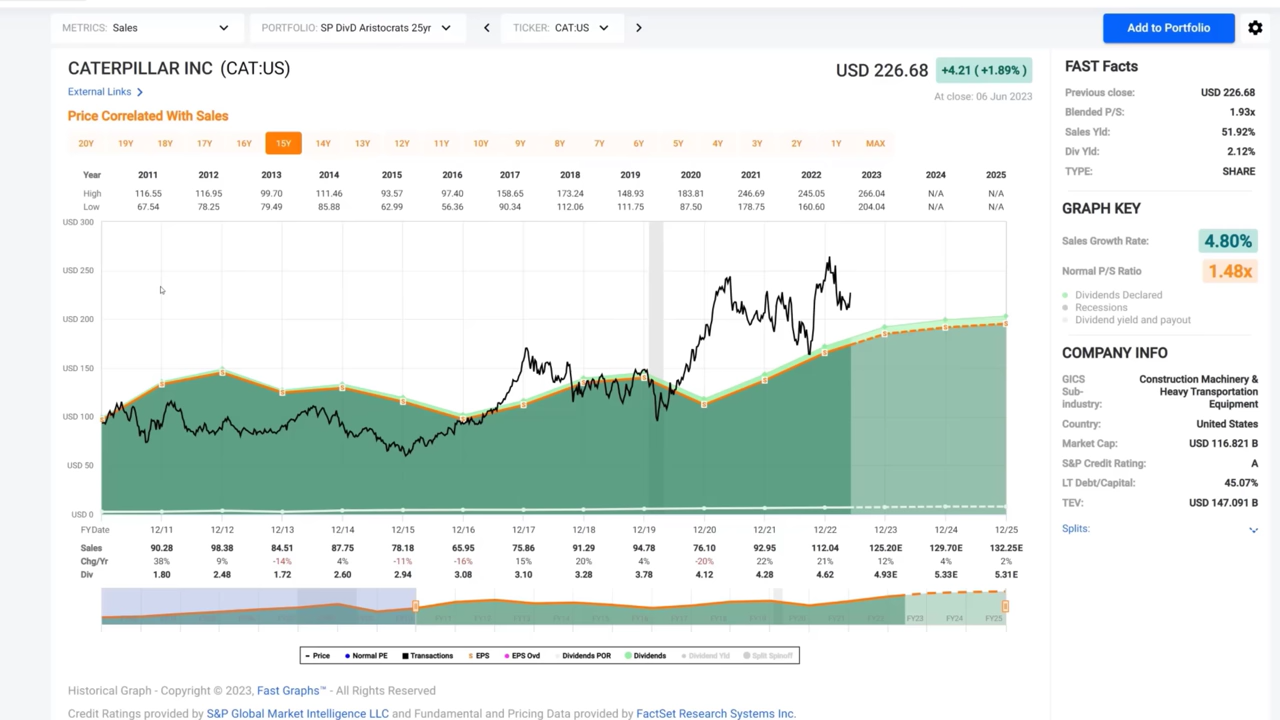 METRICS: Sales PORTFOLIO: SP DivD Aristocrats 25yr TICKER: CAT:US Add to Portfolio
CATERPILLAR INC (CAT:US)
USD 226.68 +4.21 ( +1.89% )
External Links
At close: 06 Jun 2023
Price Correlated With Sales
20Y 19Y 18Y 17Y 16Y 15Y 14Y 13Y 12Y 11Y 10Y 9Y 8Y 7Y 6Y 5Y 4Y 3Y 2Y 1Y MAX
Year 2011 2012 2013 2014 2015 2016 2017 2018 2019 2020 2021 2022 2023 2024 2025
High 116.55 116.95 99.70 111.46 93.57 97.40 158.65 173.24 148.93 183.81 246.69 245.05 266.04 N/A N/A
Low 67.54 78.25 79.49 85.88 62.99 56.36 90.34 112.06 111.75 87.50 178.75 160.60 204.04 N/A N/A
USD 300
USD 250
USD 200
USD 150
USD 100
USD 50
USD 0
FYDate 12/11 12/12 12/13 12/14 12/15 12/16 12/17 12/18 12/19 12/20 12/21 12/22 12/23 12/24 12/25
Sales 90.28 98.38 84.51 87.75 78.18 65.95 75.86 91.29 94.78 76.10 92.95 112.04 125.20E 129.70E 132.25E
Chg/Yr 38% 9% -14% 4% -11% -16% 15% 20% 4% -20% 22% 21% 12% 4% 2%
Div 1.80 2.48 1.72 2.60 2.94 3.08 3.10 3.28 3.78 4.12 4.28 4.62 4.93E 5.33E 5.31E
FY23 FY24 FY25
Price Normal PE Transactions EPS EPS Ovd Dividends POR Dividends Dividend Yld Split Spinoff
Historical Graph - Copyright © 2023, Fast Graphs™ - All Rights Reserved
Credit Ratings provided by S&P Global Market Intelligence LLC and Fundamental and Pricing Data provided by FactSet Research Systems Inc.
FAST Facts
Previous close: USD 226.68
Blended P/S: 1.93x
Sales Yld: 51.92%
Div Yld: 2.12%
TYPE: SHARE
GRAPH KEY
Sales Growth Rate: 4.80%
Normal P/S Ratio 1.48x
Dividends Declared
Recessions
Dividend yield and payout
COMPANY INFO
GICS Construction Machinery &
Sub- Heavy Transportation
industry: Equipment
Country: United States
Market Cap: USD 116.821 B
S&P Credit Rating: A
LT Debt/Capital: 45.07%
TEV: USD 147.091 B
Splits: